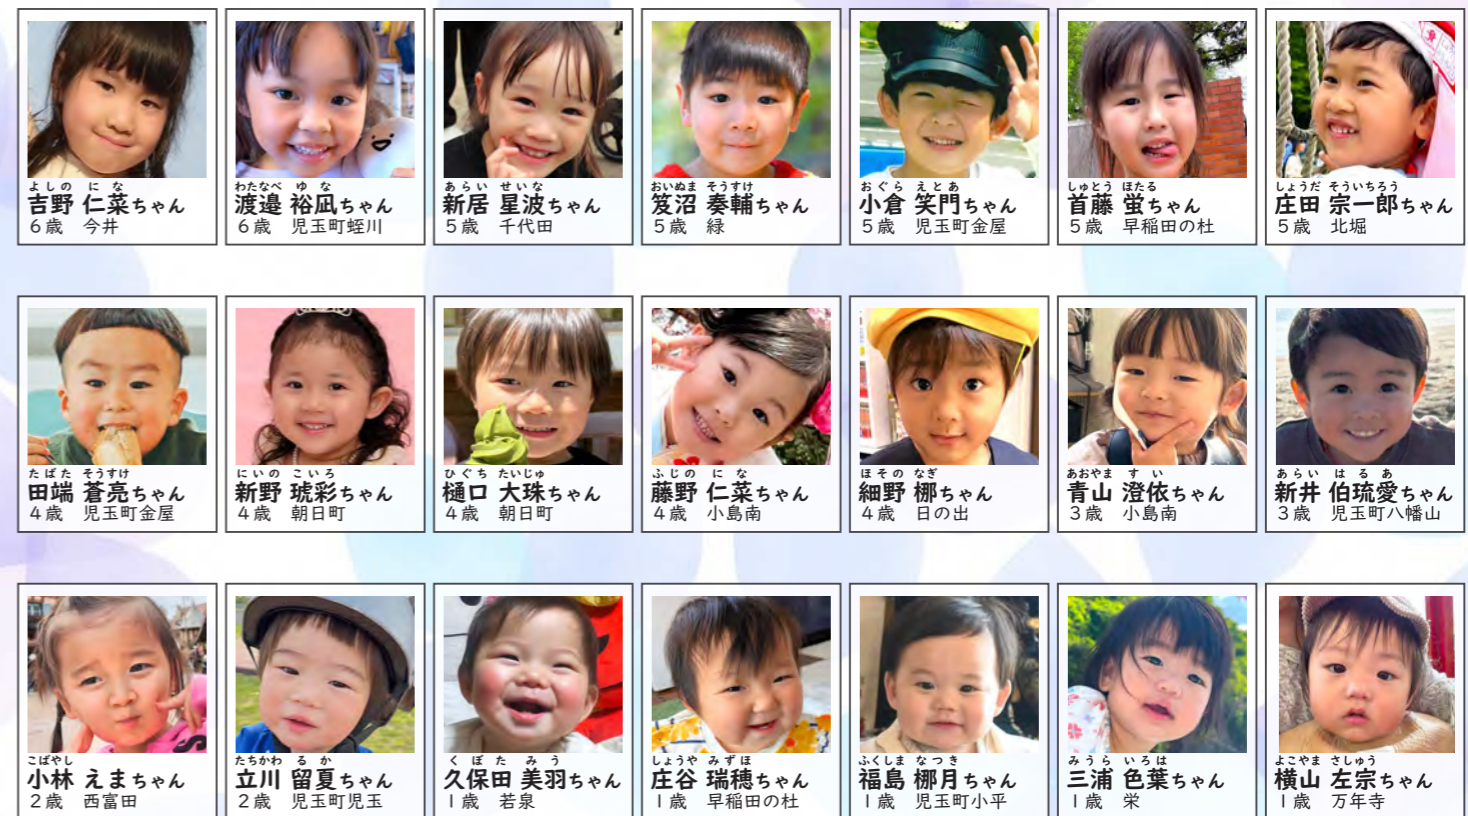 よしの に な
吉野 仁菜ちゃん
6歳 今井
わたなべ ゆ な
渡邉 裕凪ちゃん
6歳 児玉町蛭川
あらい せいな
新居 星波ちゃん
5歳 千代田
おいぬま そうすけ
笈沼 奏輔ちゃん
5歳 緑
おぐら えとあ
小倉 笑門ちゃん
5歳 児玉町金屋
しゅとう ほたる
首藤 蛍ちゃん
5歳 早稲田の杜
しょうだ そういちろう
庄田 宗一郎ちゃん
5歳 北堀
たばた そうすけ
田端 蒼亮ちゃん
4歳 児玉町金屋
にいの こいろ
新野 琥彩ちゃん
4歳 朝日町
ひぐち たいじゅ
樋口 大珠ちゃん
4歳 朝日町
ふじの に な
藤野 仁菜ちゃん
4歳 小島南
ほその なぎ
細野 梛ちゃん
4歳 日の出
あおやま す い
青山 澄依ちゃん
3歳 小島南
あらい は る あ
新井 伯琉愛ちゃん
3歳 児玉町八幡山
こばやし
小林 えまちゃん
2歳 西富田
たちかわ る か
立川 留夏ちゃん
2歳 児玉町児玉
く ぼ た み う
久保田 美羽ちゃん
1歳 若泉
しょうや みずほ
庄谷 瑞穂ちゃん
1歳 早稲田の杜
ふくしま なつき
福島 梛月ちゃん
1歳 児玉町小平
みうら いろは
三浦 色葉ちゃん
1歳 栄
よこやま さしゅう
横山 左宗ちゃん
1歳 万年寺